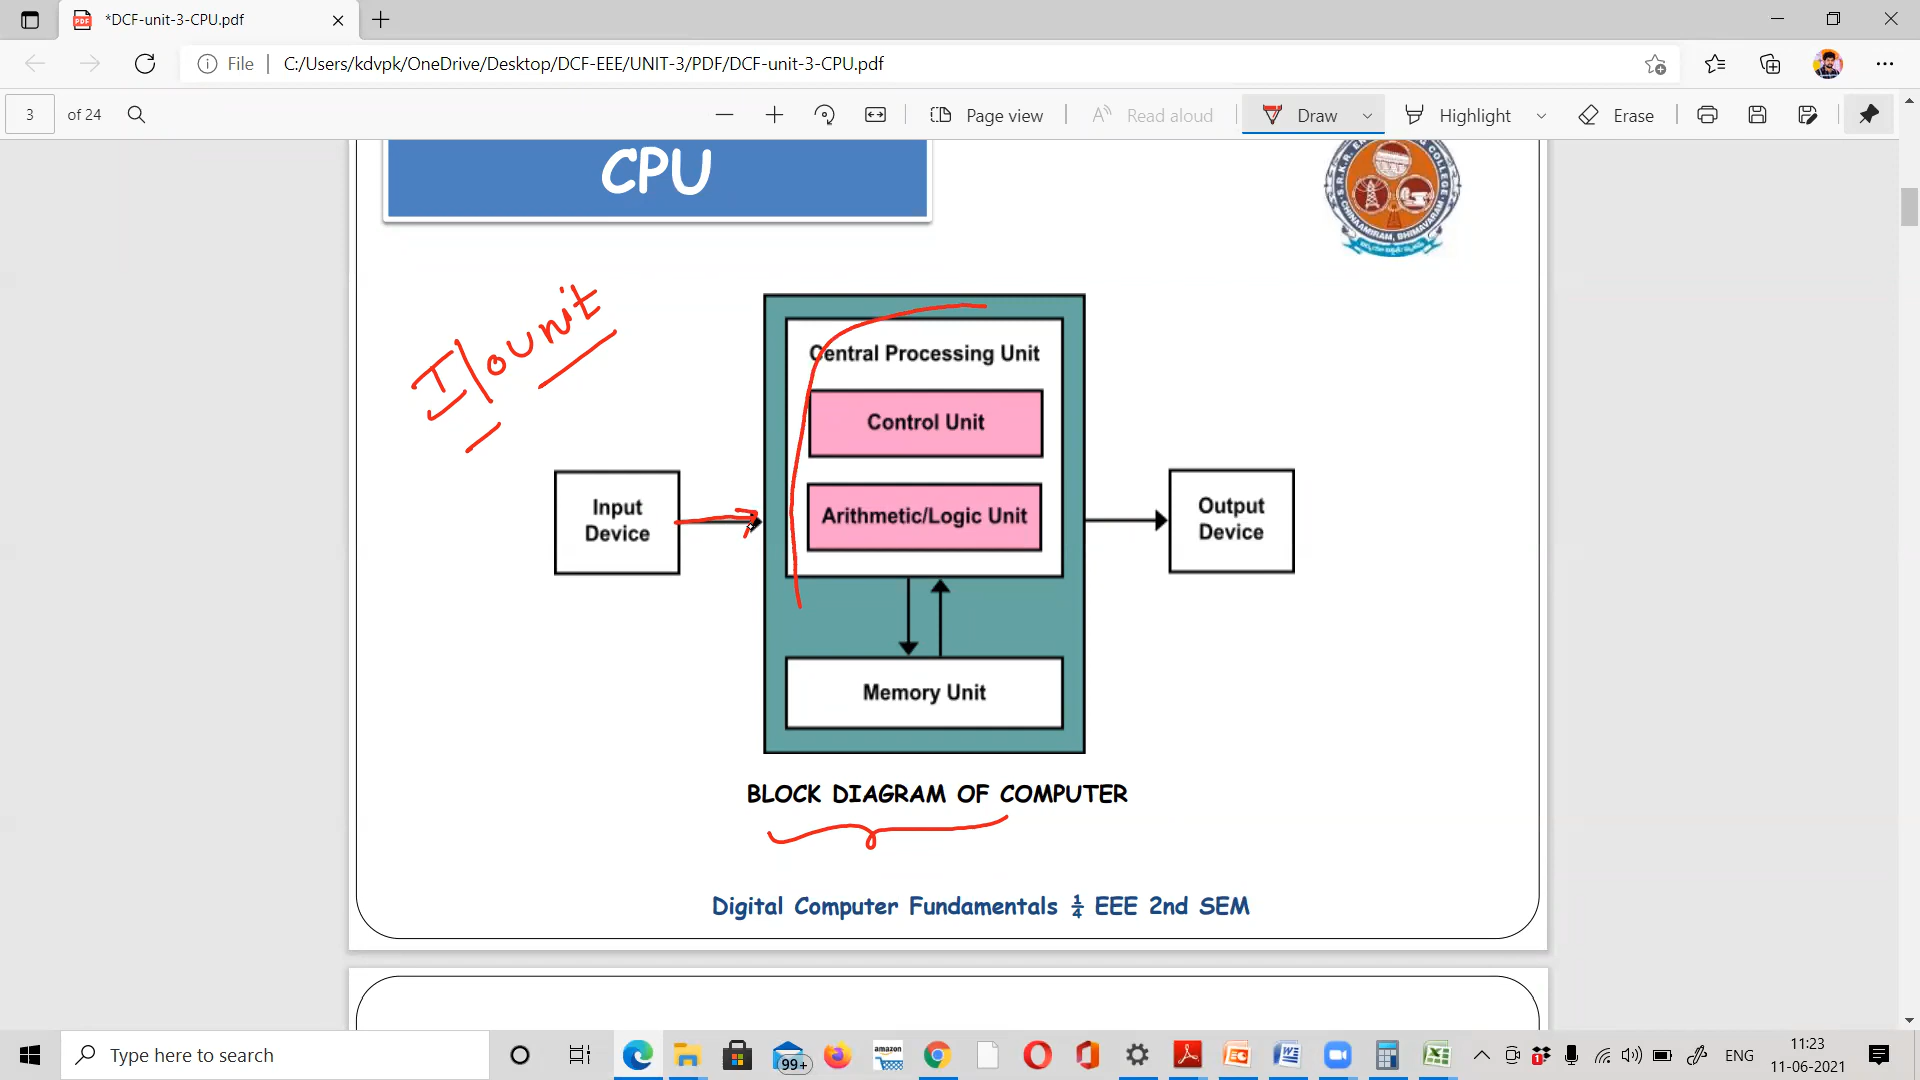 *DCF-unit-3-CPU.pdf
File
C:/Users/kdvpk/OneDrive/Desktop/DCF-EEE/UNIT-3/PDF/DCF-unit-3-CPU.pdf
3 of 24
Page view
Read aloud
Draw
Highlight
Erase
CPU
I/O unit
Central Processing Unit
Control Unit
Arithmetic/Logic Unit
Input
Device
Output
Device
Memory Unit
BLOCK DIAGRAM OF COMPUTER
Digital Computer Fundamentals ¼ EEE 2nd SEM
Type here to search
99+
amazon
ENG
11:23
11-06-2021